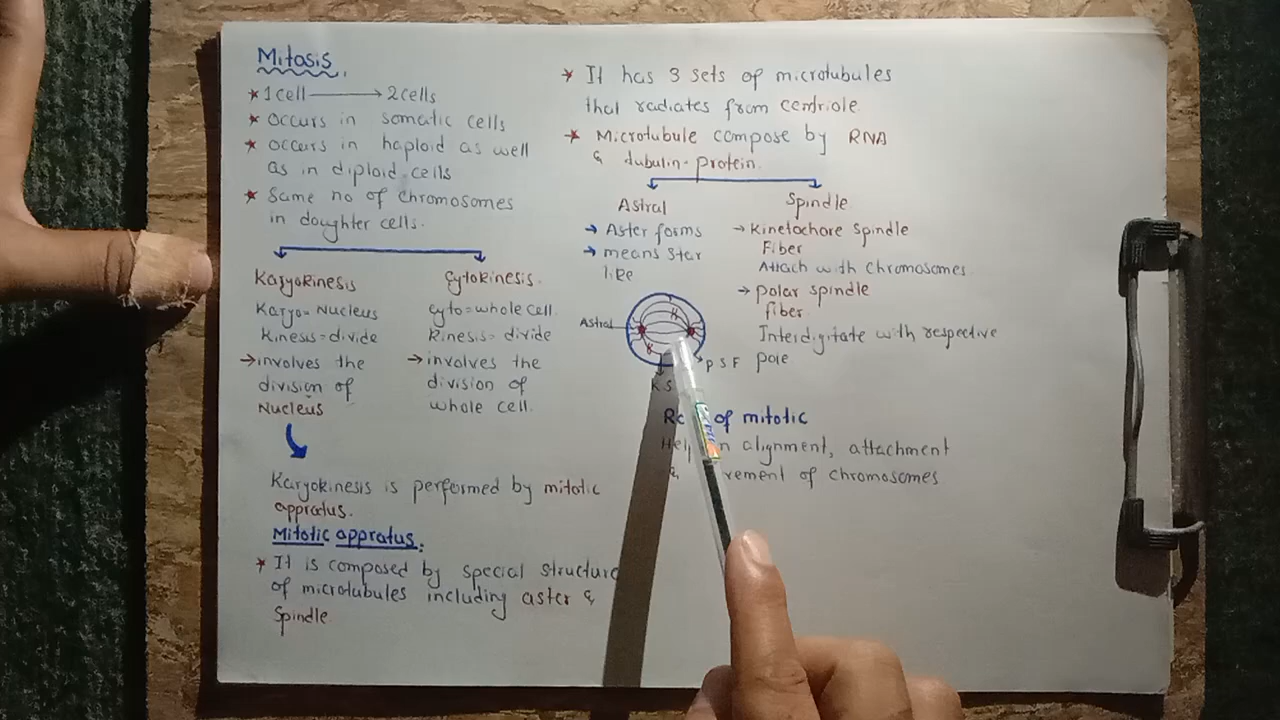 Mitosis.
* 1 cell → 2 cells
* Occurs in somatic cells
* occurs in haploid as well
as in diploid cells
* Same no of chromosomes
in daughter cells.
Karyokinesis
Karyo = Nucleus
Kinesis = divide
→ involves the
division of
Nucleus
Cytokinesis.
Cyto = whole cell.
Kinesis = divide
→ involves the
division of
whole cell.
Karyokinesis is performed by mitotic
appratus.
Mitotic appratus.
* It is composed by special structure
of microtubules including aster &
Spindle
* It has 3 sets of microtubules
that radiates from centriole
* Microtubule compose by RNA
& tubulin-protein.
Astral
→ Aster forms
→ means star
like
Spindle
→ Kinetochore spindle
Fiber
Attach with chromosomes
→ polar spindle
fiber.
Interdigitate with respective
pole
Astral
P S F
K S
of mitotic
alignment, attachment
& of chromosomes